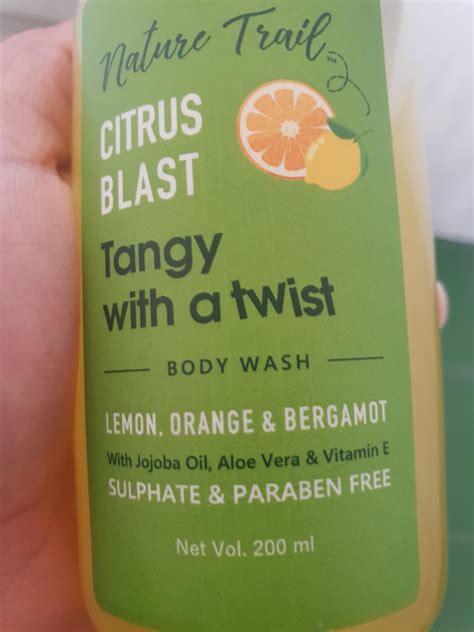 Nature Trail™
CITRUS
BLAST
Tangy
with a twist
BODY WASH
LEMON, ORANGE & BERGAMOT
With Jojoba Oil, Aloe Vera & Vitamin E
SULPHATE & PARABEN FREE
Net Vol. 200 ml